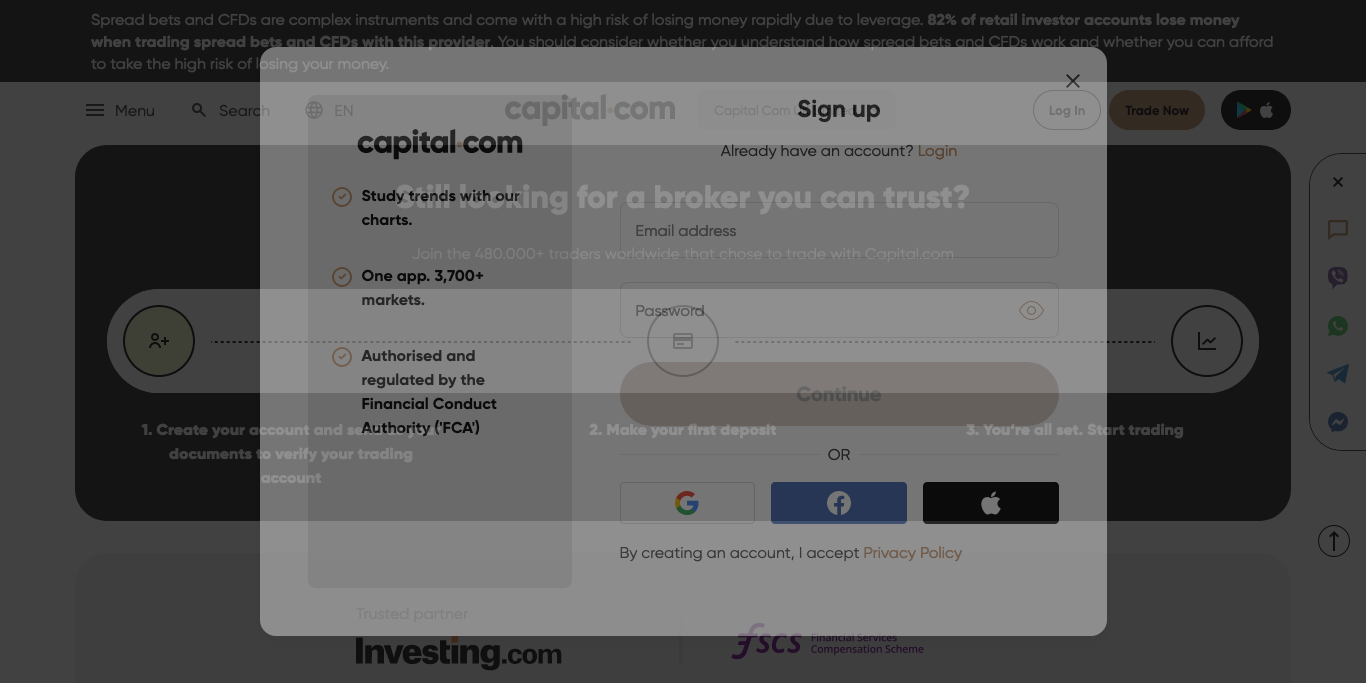 Spread bets and CFDs are complex instruments and come with a high risk of losing money rapidly due to leverage. 82% of retail investor accounts lose money
when trading spread bets and CFDs with this provider. You should consider whether you understand how spread bets and CFDs work and whether you can afford
to take the high risk of losing your money.
Menu
Search
EN
capital.com
Capital Com
Log In
Trade Now
Sign up
Already have an account? Login
capital.com
Study trends with our
charts.
One app. 3,700+
markets.
Authorised and
regulated by the
Financial Conduct
Authority ('FCA')
Still looking for a broker you can trust?
Join the 480.000+ traders worldwide that chose to trade with Capital.com
Email address
Password
Continue
OR
By creating an account, I accept Privacy Policy
1. Create your account and
documents to verify your trading
account
2. Make your first deposit
3. You're all set. Start trading
Trusted partner
Investing.com
fscs
Financial Services
Compensation Scheme